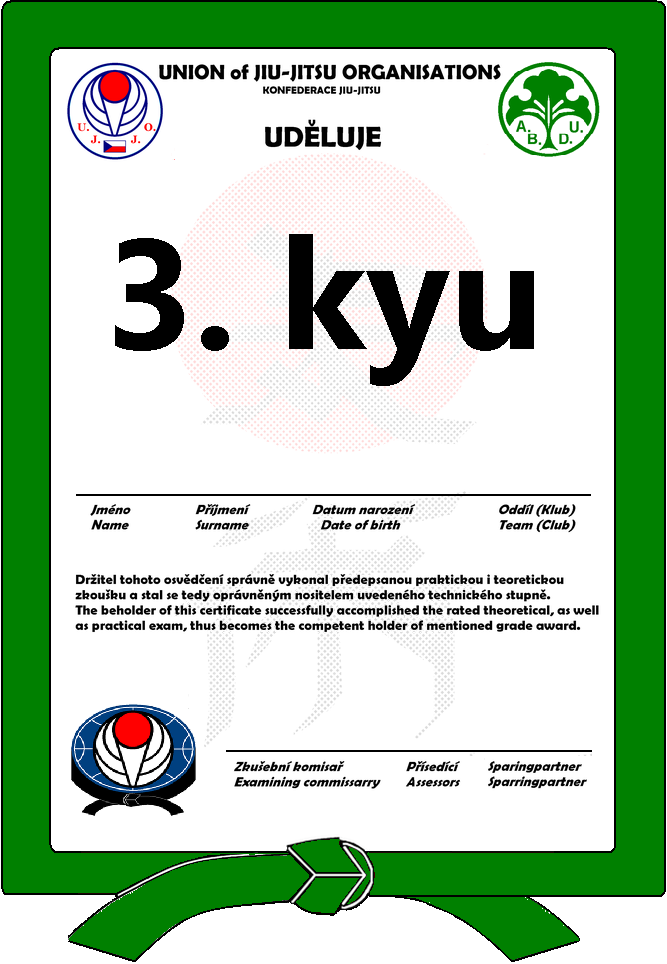 UNION of JIU-JITSU ORGANISATIONS
KONFEDERACE JIU-JITSU
U. O.
J. J.
A. U.
B. D.
UDĚLUJE
3. kyu
Jméno Příjmení Datum narození Oddíl (Klub)
Name Surname Date of birth Team (Club)
Držitel tohoto osvědčení správně vykonal předepsanou praktickou i teoretickou
zkoušku a stal se tedy oprávněným nositelem uvedeného technického stupně.
The beholder of this certificate successfully accomplished the rated theoretical, as well
as practical exam, thus becomes the competent holder of mentioned grade award.
Zkušební komisař Přísedící Sparingpartner
Examining commissarry Assessors Sparringpartner